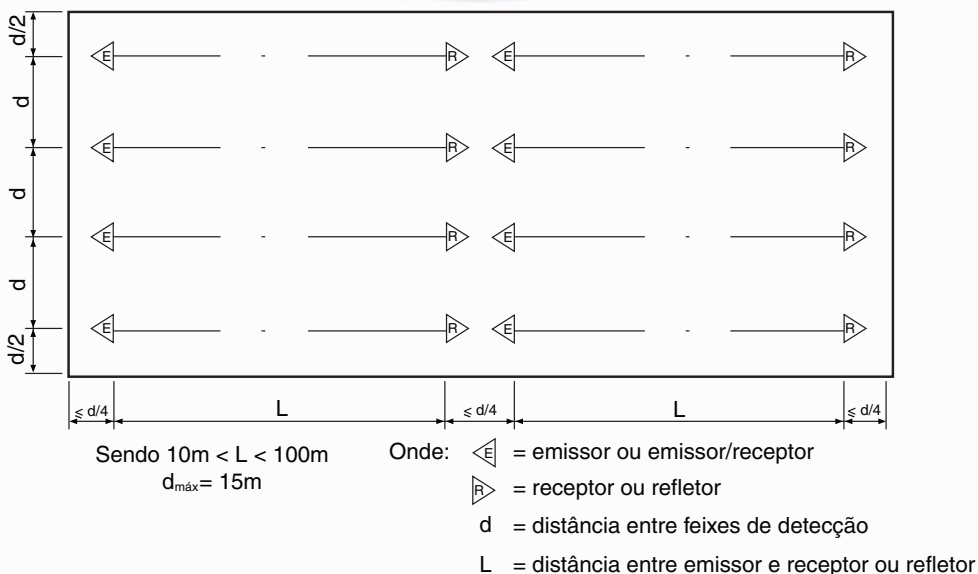 d/2
E R E R
d
E R E R
d
E R E R
d
E R E R
d/2
≤ d/4 L ≤ d/4 L ≤ d/4
Sendo 10m < L < 100m
dmáx= 15m
Onde: E = emissor ou emissor/receptor
R = receptor ou refletor
d = distância entre feixes de detecção
L = distância entre emissor e receptor ou refletor